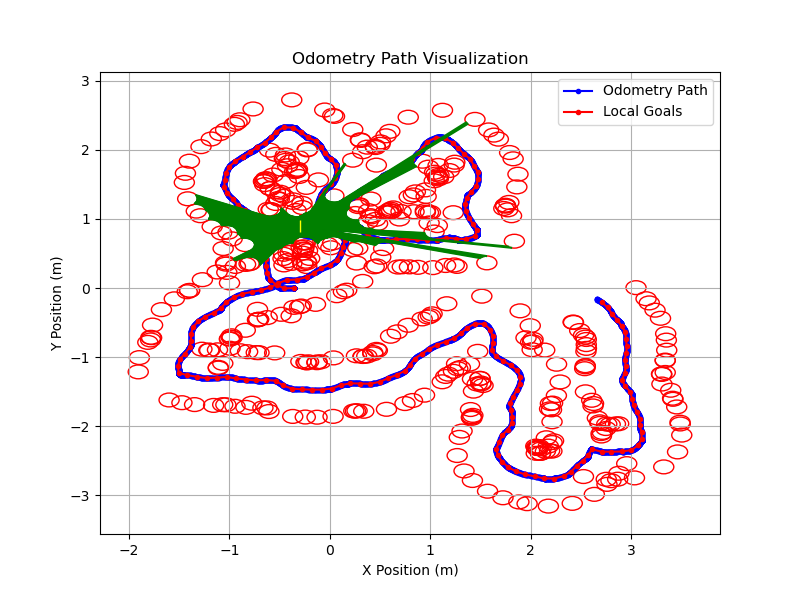 Odometry Path Visualization
Odometry Path
Local Goals
Y Position (m)
3
2
1
0
−1
−2
−3
−2
−1
0
1
2
3
X Position (m)